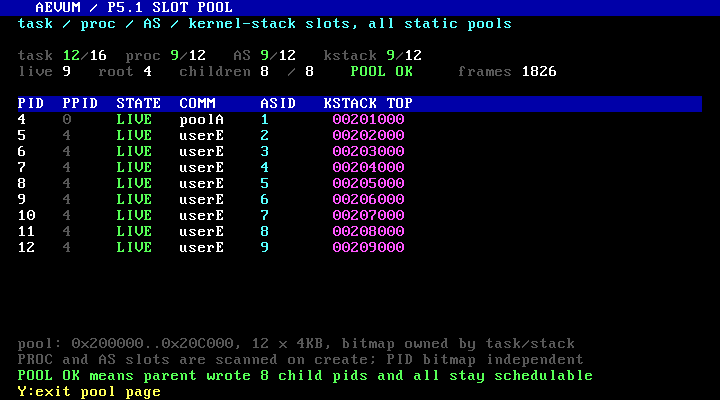 AEVUM / P5.1 SLOT POOL
task / proc / AS / kernel-stack slots, all static pools
task 12/16 proc 9/12 AS 9/12 kstack 9/12
live 9 root 4 children 8 / 8 POOL OK frames 1826
PID PPID STATE COMM ASID KSTACK TOP
4 0 LIVE poolA 1 00201000
5 4 LIVE userE 2 00202000
6 4 LIVE userE 3 00203000
7 4 LIVE userE 4 00204000
8 4 LIVE userE 5 00205000
9 4 LIVE userE 6 00206000
10 4 LIVE userE 7 00207000
11 4 LIVE userE 8 00208000
12 4 LIVE userE 9 00209000
pool: 0x200000..0x20C000, 12 x 4KB, bitmap owned by task/stack
PROC and AS slots are scanned on create; PID bitmap independent
POOL OK means parent wrote 8 child pids and all stay schedulable
Y:exit pool page